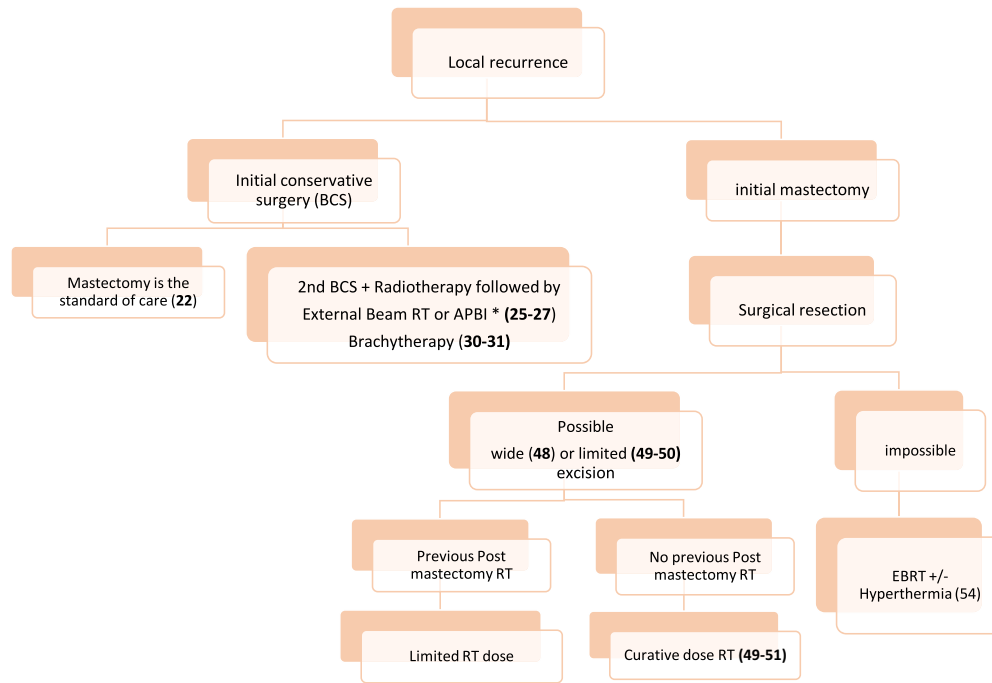 Local recurrence
Initial conservative
surgery (BCS)
initial mastectomy
Mastectomy is the
standard of care (22)
2nd BCS + Radiotherapy followed by
External Beam RT or APBI * (25-27)
Brachytherapy (30-31)
Surgical resection
Possible
wide (48) or limited (49-50)
excision
impossible
Previous Post
mastectomy RT
No previous Post
mastectomy RT
EBRT +/-
Hyperthermia (54)
Limited RT dose
Curative dose RT (49-51)